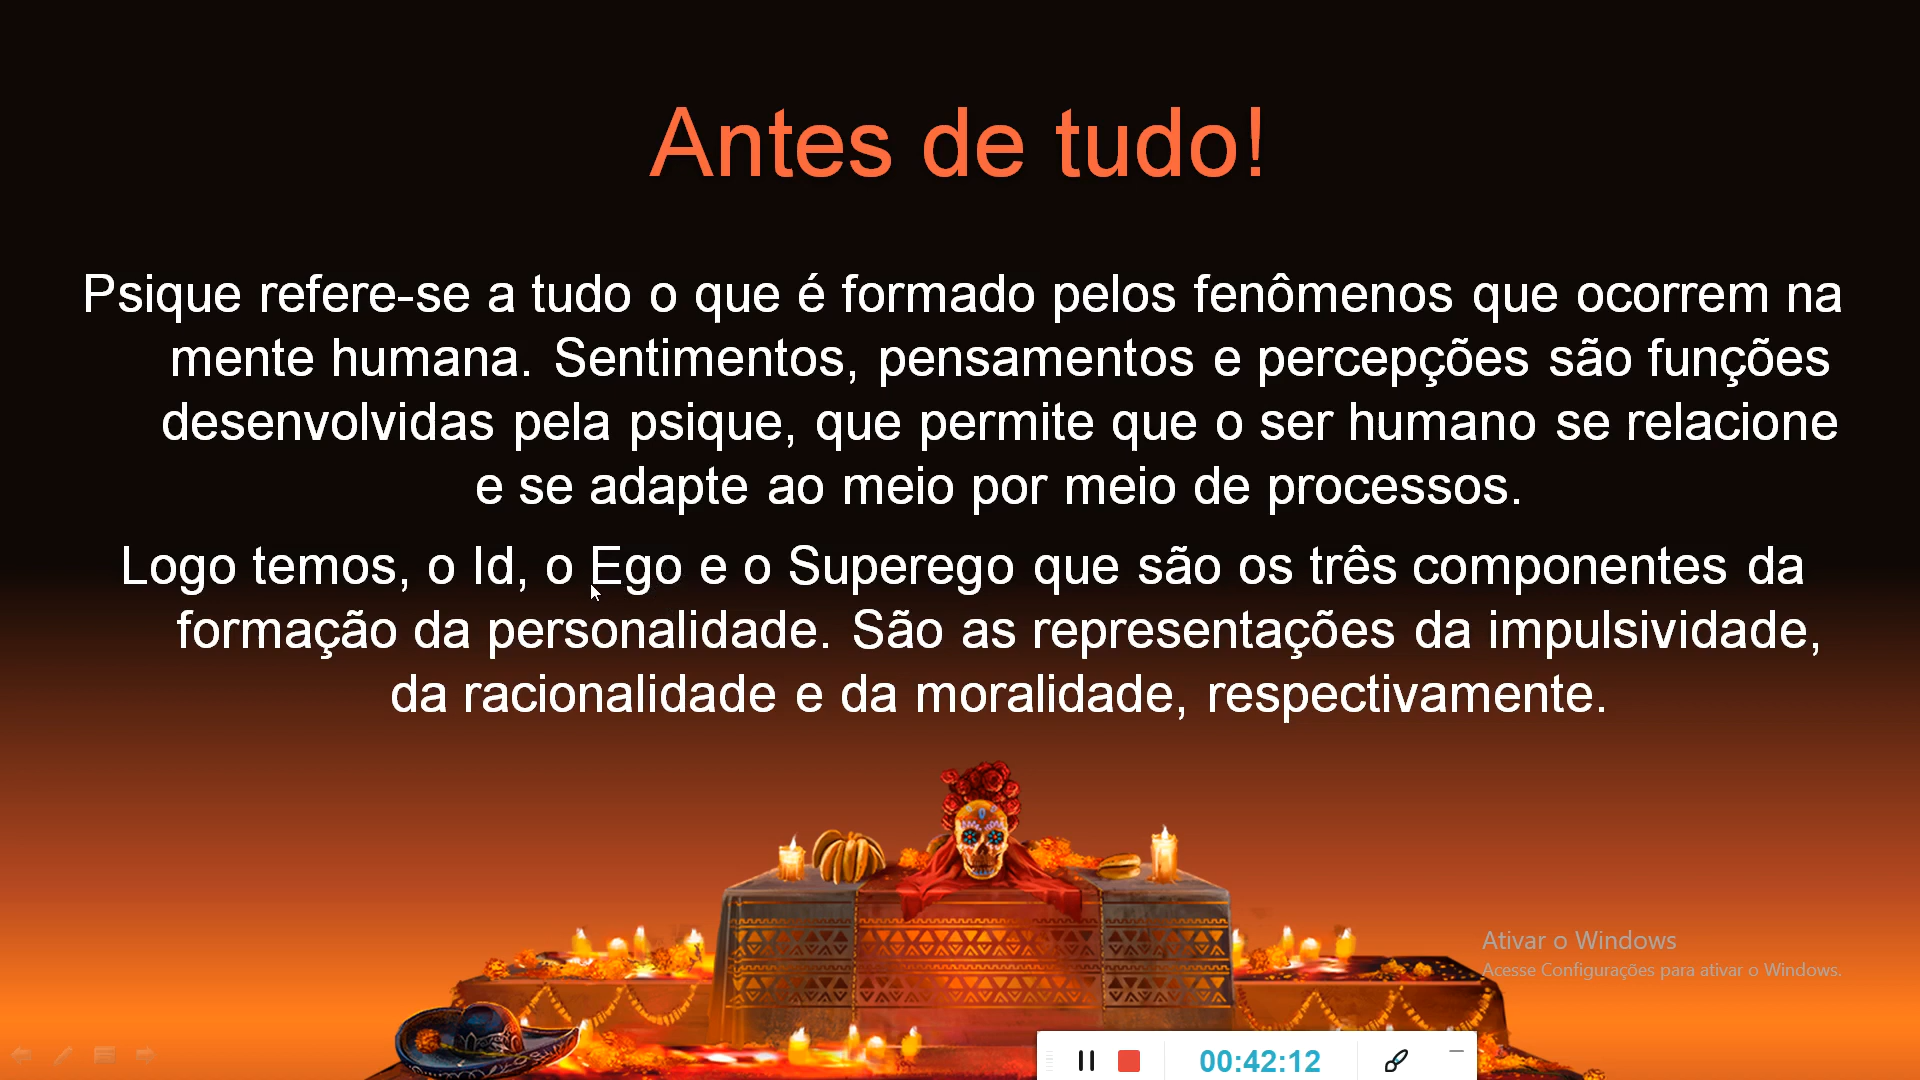 Antes de tudo!
Psique refere-se a tudo o que é formado pelos fenômenos que ocorrem na
mente humana. Sentimentos, pensamentos e percepções são funções
desenvolvidas pela psique, que permite que o ser humano se relacione
e se adapte ao meio por meio de processos.
Logo temos, o Id, o Ego e o Superego que são os três componentes da
formação da personalidade. São as representações da impulsividade,
da racionalidade e da moralidade, respectivamente.
Ativar o Windows
Acesse Configurações para ativar o Windows.
00:42:12